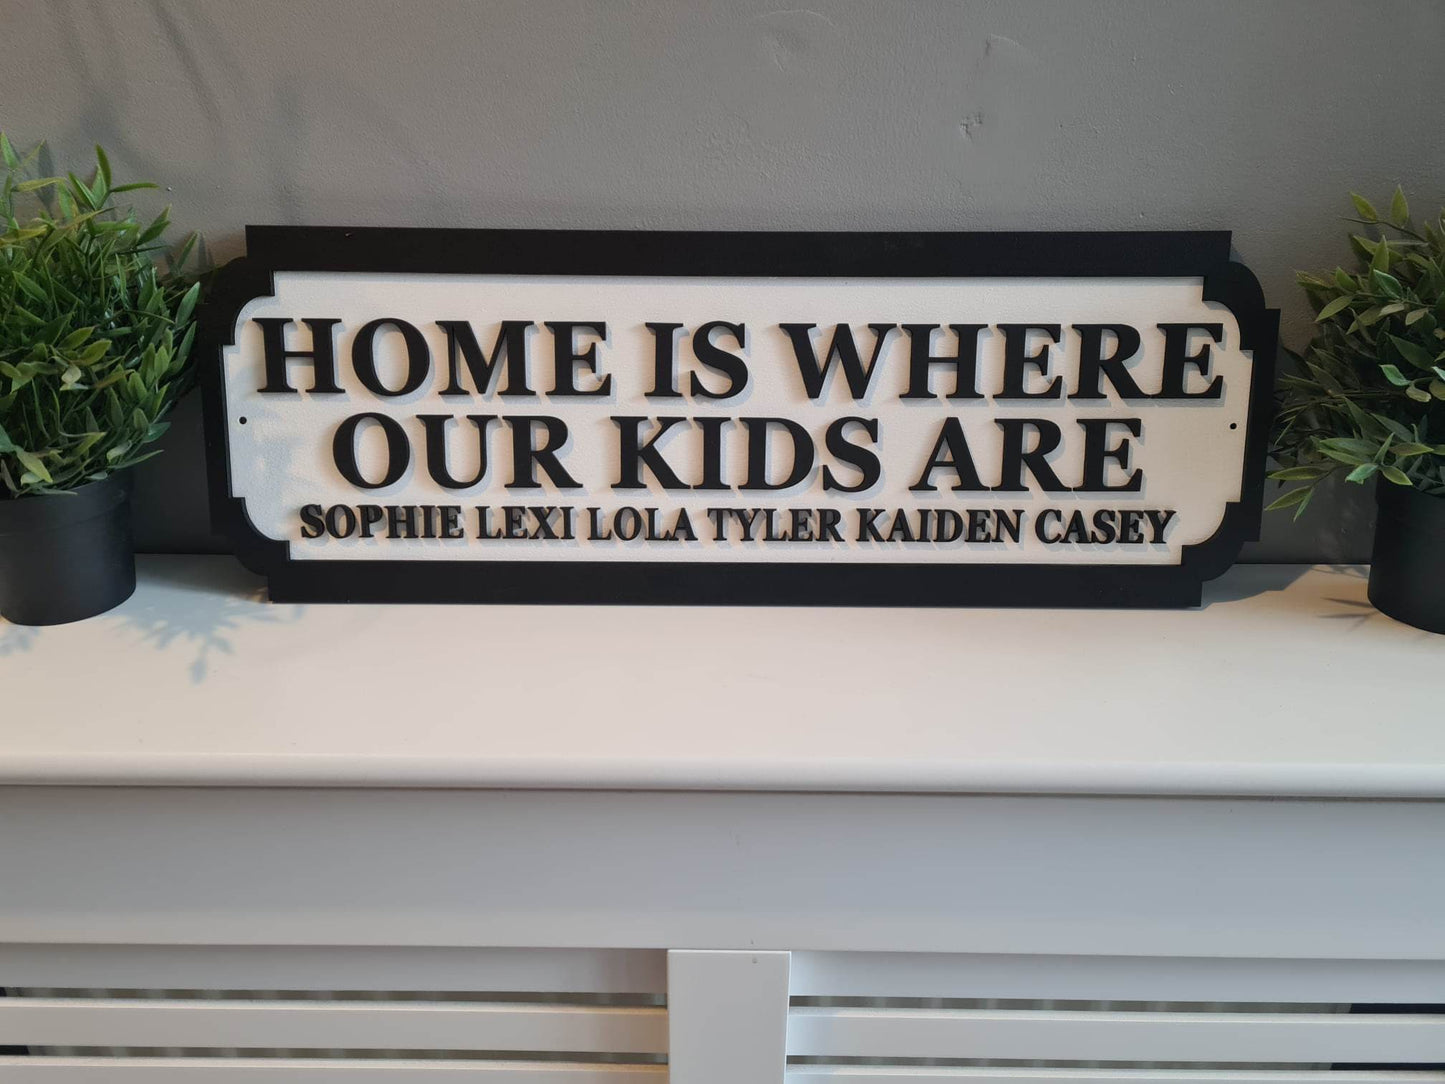 HOME IS WHERE
OUR KIDS ARE
SOPHIE LEXI LOLA TYLER KAIDEN CASEY